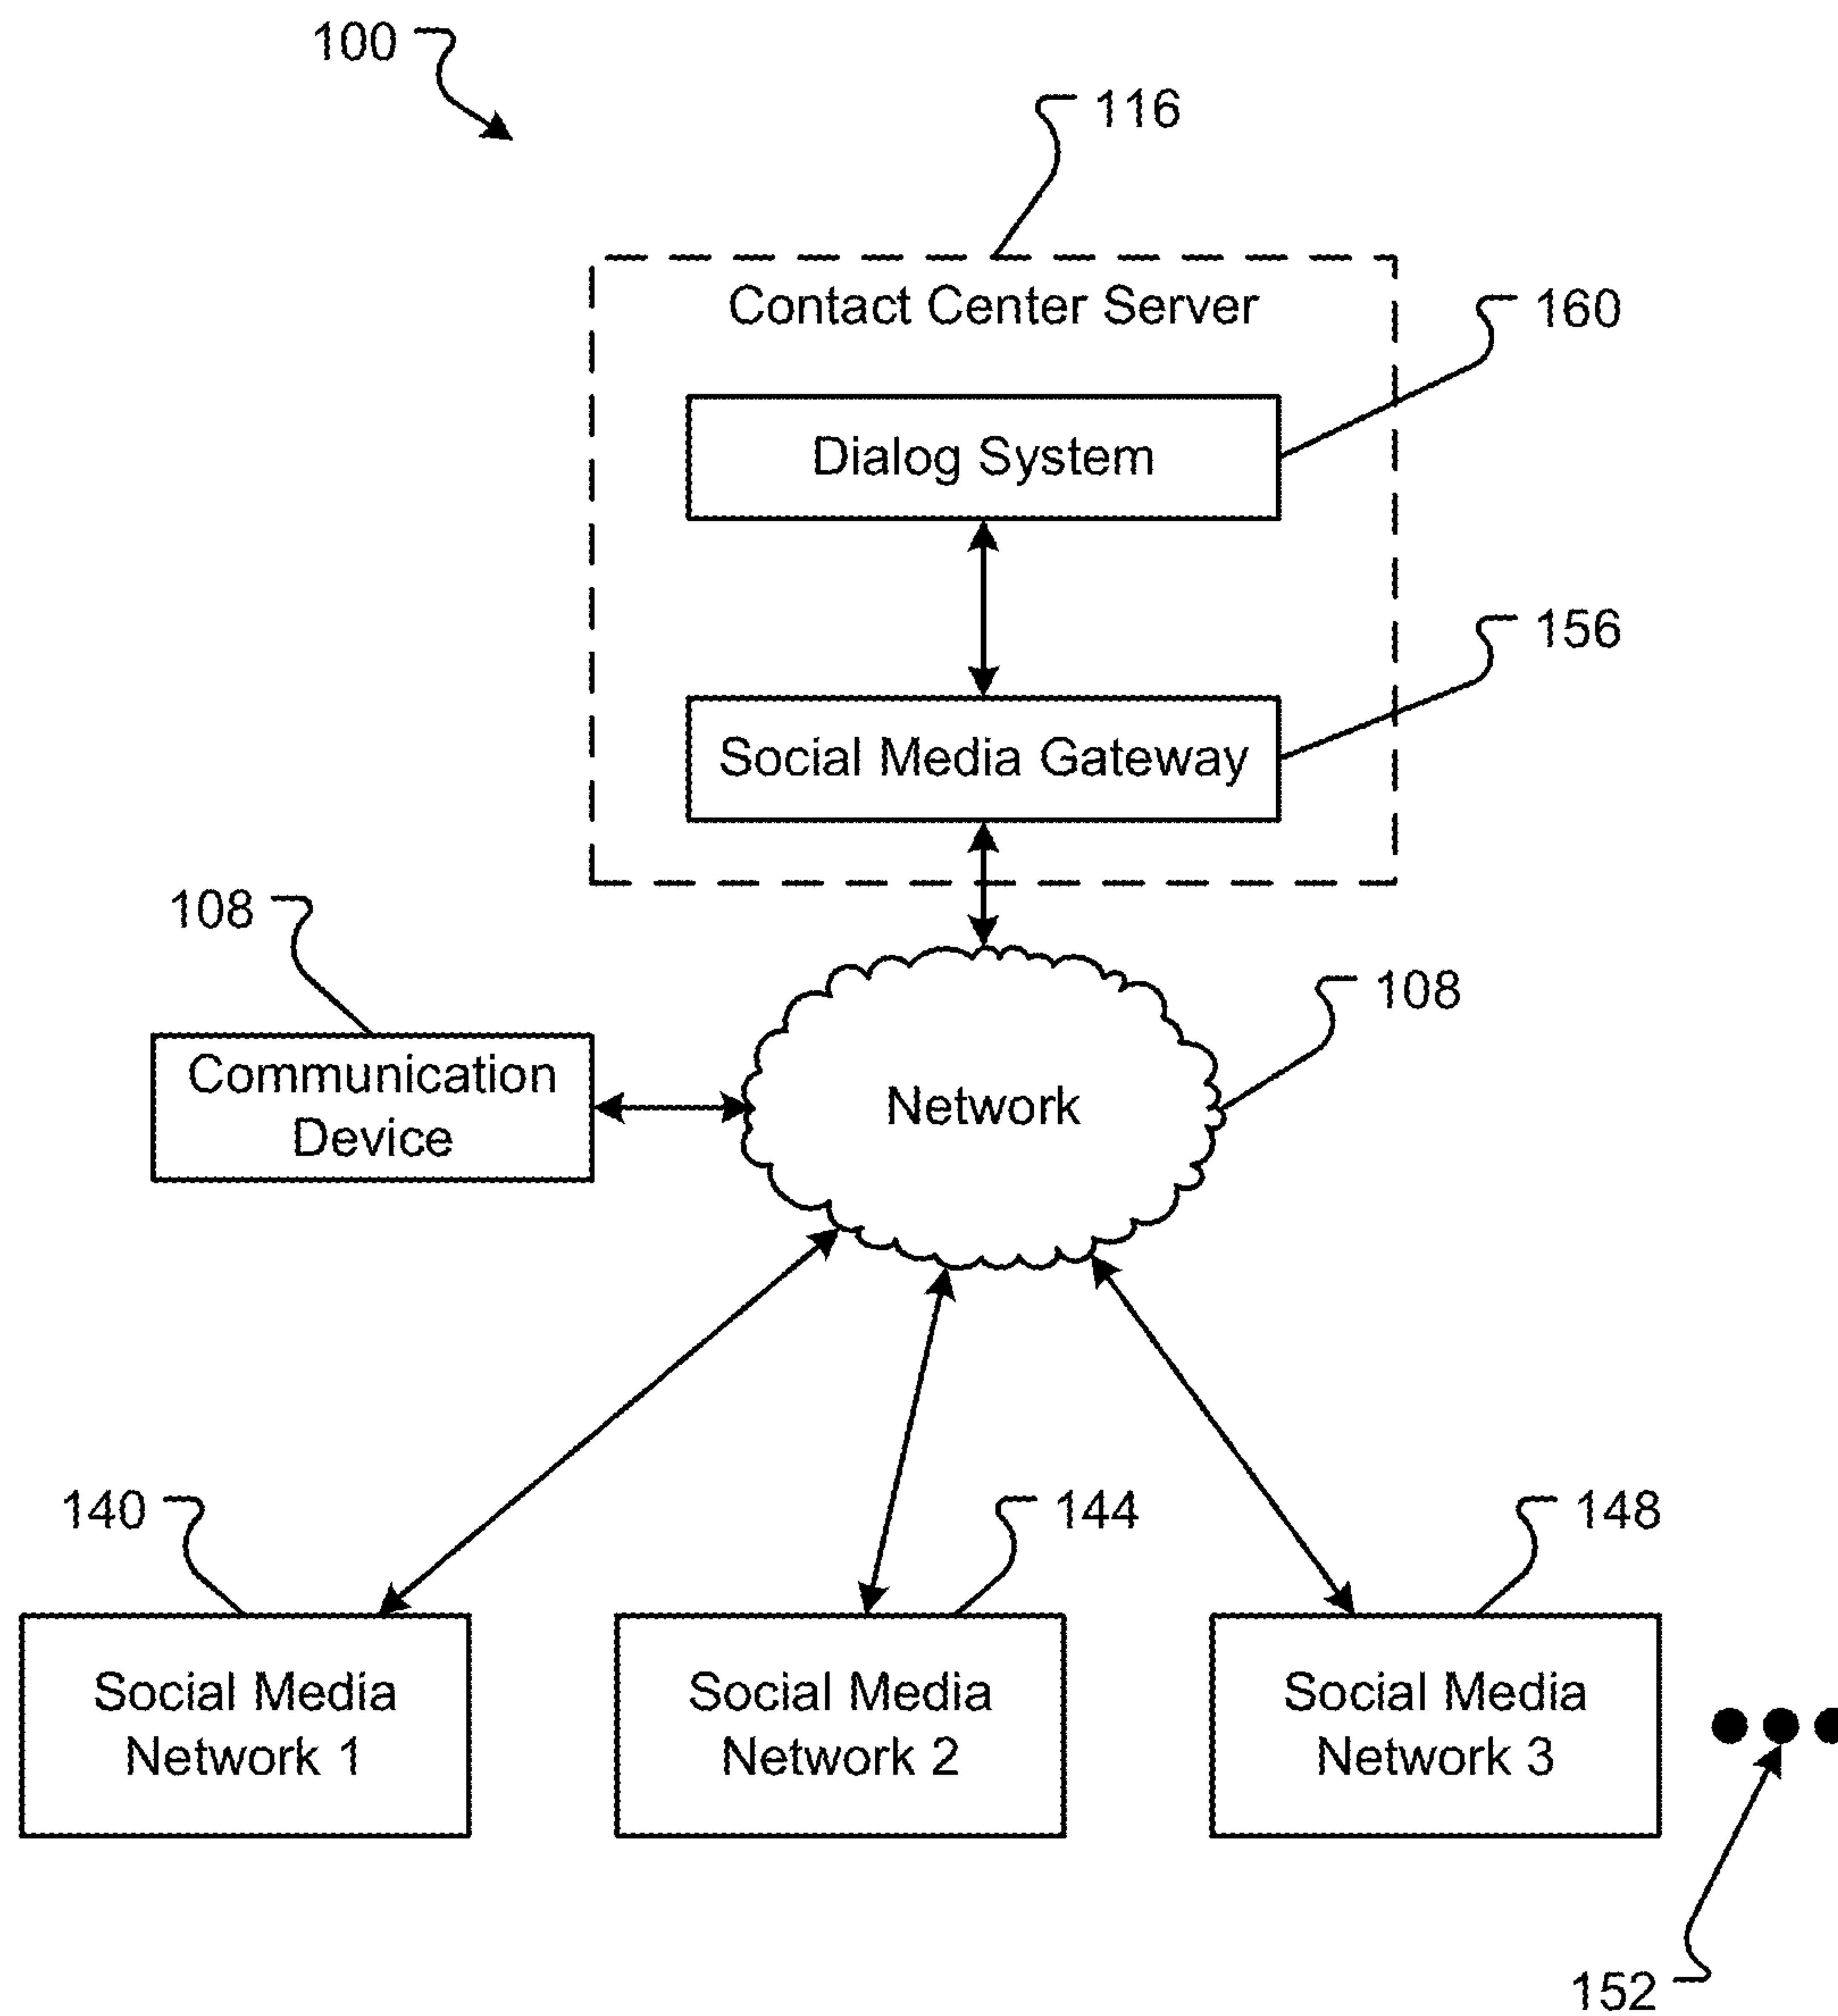 100
116
Contact Center Server
160
Dialog System
156
Social Media Gateway
108
108
Communication
Device
Network
140
144
148
Social Media
Network 1
Social Media
Network 2
Social Media
Network 3
152